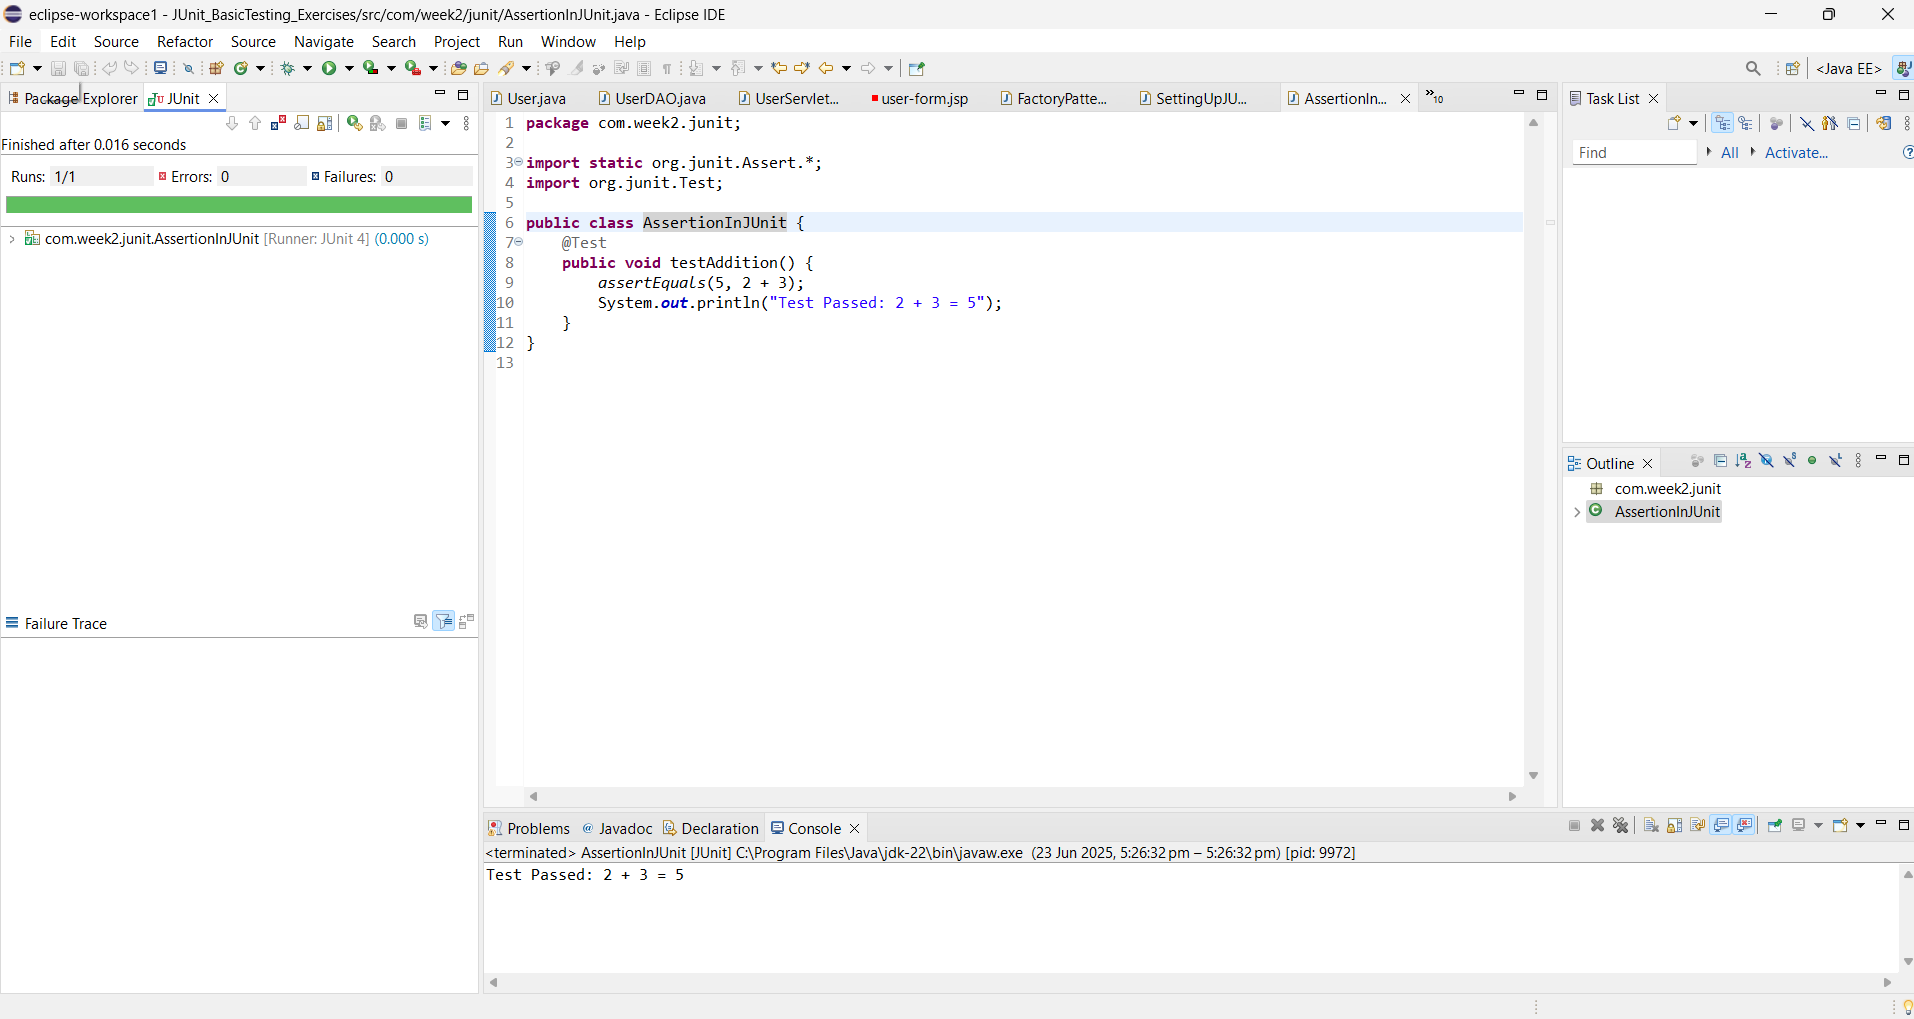 eclipse-workspace1 - JUnit_BasicTesting_Exercises/src/com/week2/junit/AssertionInJUnit.java - Eclipse IDE
File Edit Source Refactor Source Navigate Search Project Run Window Help
<Java EE>
Package Explorer JUnit
Finished after 0.016 seconds
Runs: 1/1 Errors: 0 Failures: 0
com.week2.junit.AssertionInJUnit [Runner: JUnit 4] (0.000 s)
Failure Trace
User.java UserDAO.java UserServlet... user-form.jsp FactoryPatte... SettingUpJU... AssertionIn... »10
1 package com.week2.junit;
2
3 import static org.junit.Assert.*;
4 import org.junit.Test;
5
6 public class AssertionInJUnit {
7 @Test
8 public void testAddition() {
9 assertEquals(5, 2 + 3);
10 System.out.println("Test Passed: 2 + 3 = 5");
11 }
12 }
13
Task List
Find All Activate...
Outline
com.week2.junit
AssertionInJUnit
Problems Javadoc Declaration Console
<terminated> AssertionInJUnit [JUnit] C:\Program Files\Java\jdk-22\bin\javaw.exe (23 Jun 2025, 5:26:32 pm – 5:26:32 pm) [pid: 9972]
Test Passed: 2 + 3 = 5